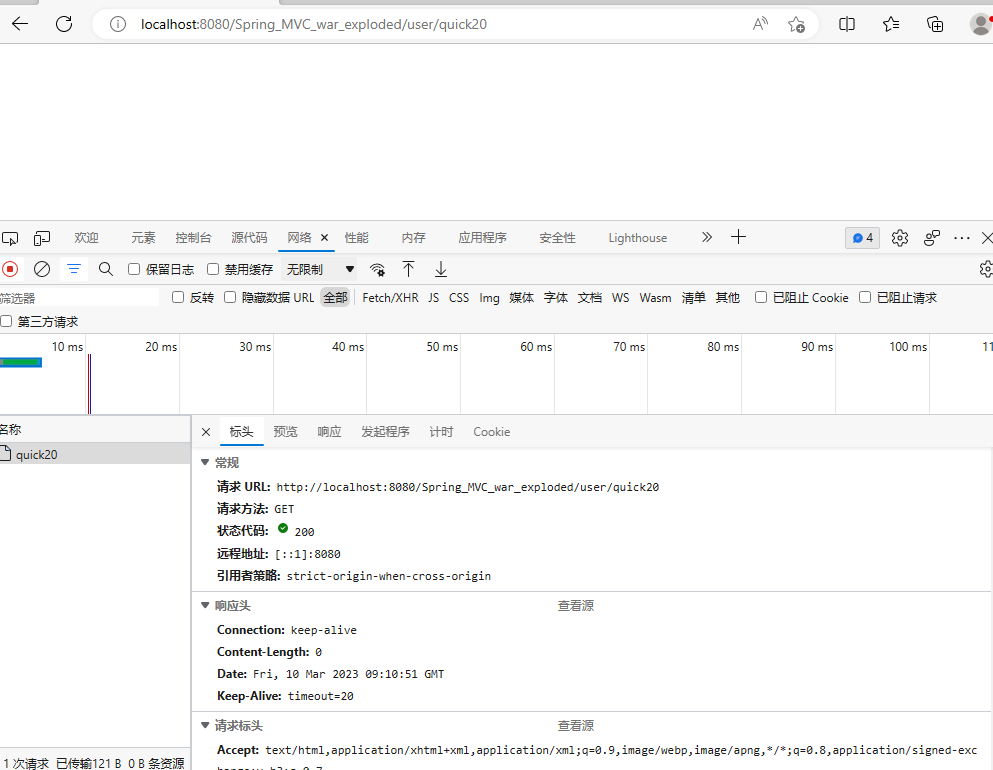 localhost:8080/Spring_MVC_war_exploded/user/quick20
欢迎 元素 控制台 源代码 网络 性能 内存 应用程序 安全性 Lighthouse 4
保留日志 禁用缓存 无限制
筛选器 反转 隐藏数据 URL 全部 Fetch/XHR JS CSS Img 媒体 字体 文档 WS Wasm 清单 其他 已阻止 Cookie 已阻止请求
第三方请求
10 ms 20 ms 30 ms 40 ms 50 ms 60 ms 70 ms 80 ms 90 ms 100 ms 11
名称
quick20
标头 预览 响应 发起程序 计时 Cookie
常规
请求 URL: http://localhost:8080/Spring_MVC_war_exploded/user/quick20
请求方法: GET
状态代码: 200
远程地址: [::1]:8080
引用者策略: strict-origin-when-cross-origin
响应头 查看源
Connection: keep-alive
Content-Length: 0
Date: Fri, 10 Mar 2023 09:10:51 GMT
Keep-Alive: timeout=20
请求标头 查看源
Accept: text/html,application/xhtml+xml,application/xml;q=0.9,image/webp,image/apng,*/*;q=0.8,application/signed-exc
1 次请求 已传输121 B 0 B 条资源